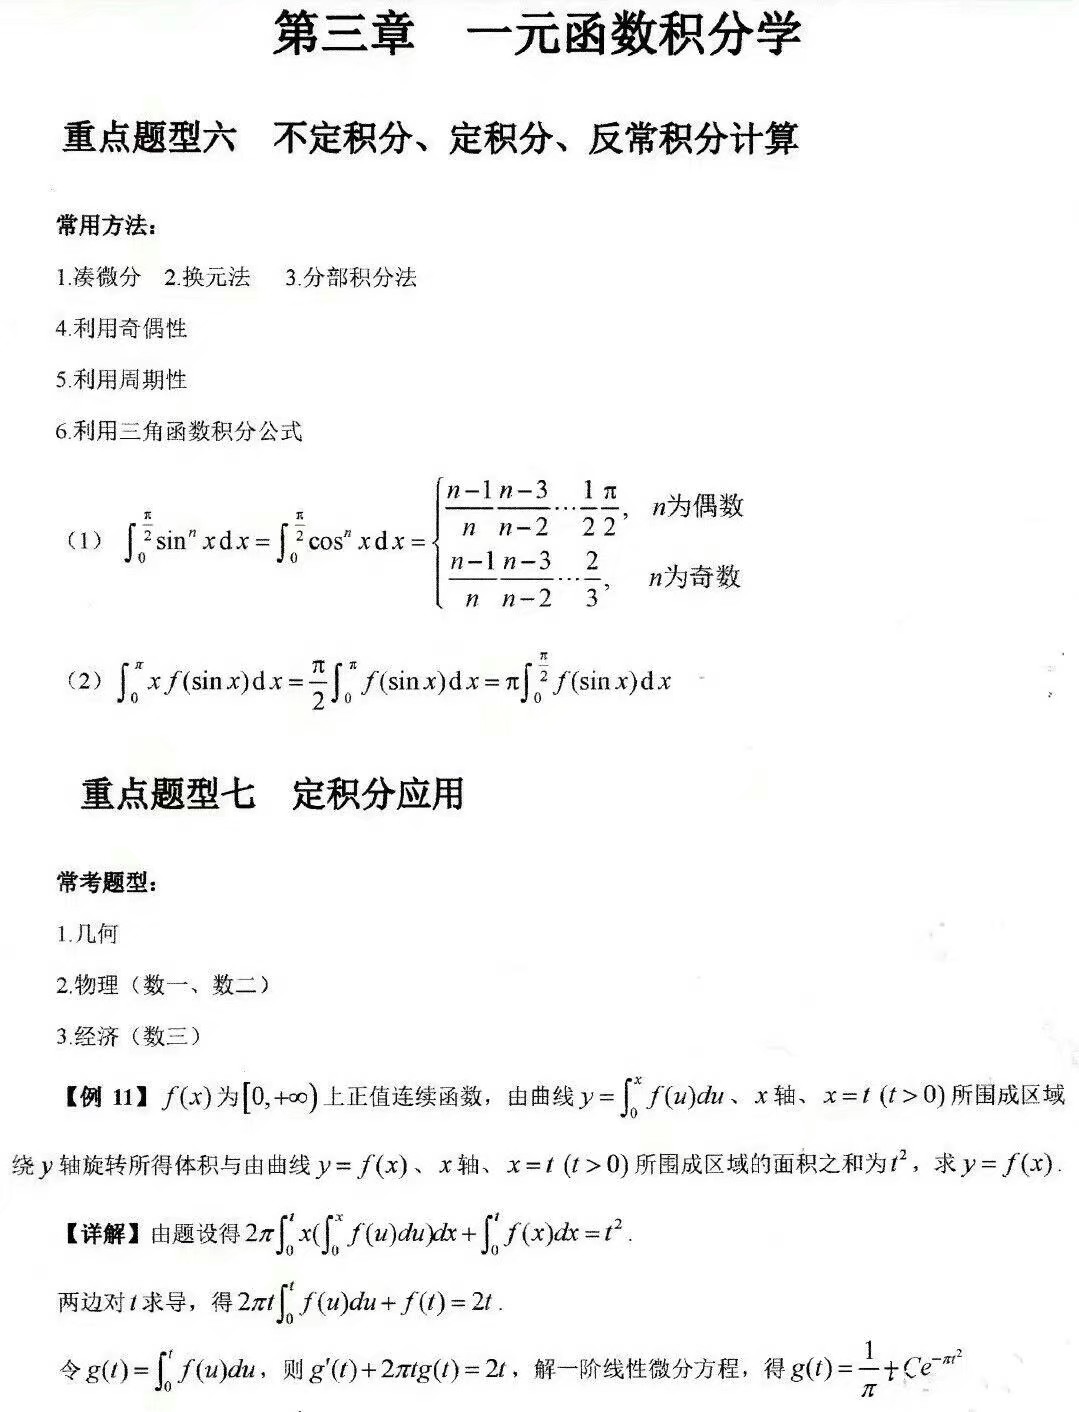 第三章　一元函数积分学
重点题型六　不定积分、定积分、反常积分计算
常用方法:
1.凑微分　2.换元法　3.分部积分法
4.利用奇偶性
5.利用周期性
6.利用三角函数积分公式
（1）$\int_0^{\frac{\pi}{2}} \sin^n x\,dx = \int_0^{\frac{\pi}{2}} \cos^n x\,dx = \begin{cases} \frac{n-1}{n}\frac{n-3}{n-2}\cdots\frac{1}{2}\frac{\pi}{2}, & n为偶数 \\ \frac{n-1}{n}\frac{n-3}{n-2}\cdots\frac{2}{3}, & n为奇数 \end{cases}$
（2）$\int_0^{\pi} x f(\sin x)dx = \frac{\pi}{2}\int_0^{\pi} f(\sin x)dx = \pi\int_0^{\frac{\pi}{2}} f(\sin x)dx$
重点题型七　定积分应用
常考题型:
1.几何
2.物理（数一、数二）
3.经济（数三）
【例 11】$f(x)$为$[0,+\infty)$上正值连续函数，由曲线$y=\int_0^x f(u)du$、$x$轴、$x=t\ (t>0)$所围成区域
绕$y$轴旋转所得体积与由曲线$y=f(x)$、$x$轴、$x=t\ (t>0)$所围成区域的面积之和为$t^2$，求$y=f(x)$.
【详解】由题设得$2\pi\int_0^t x(\int_0^x f(u)du)dx+\int_0^t f(x)dx=t^2$.
两边对$t$求导，得$2\pi t\int_0^t f(u)du+f(t)=2t$.
令$g(t)=\int_0^t f(u)du$，则$g'(t)+2\pi tg(t)=2t$，解一阶线性微分方程，得$g(t)=\frac{1}{\pi}+Ce^{-\pi t^2}$